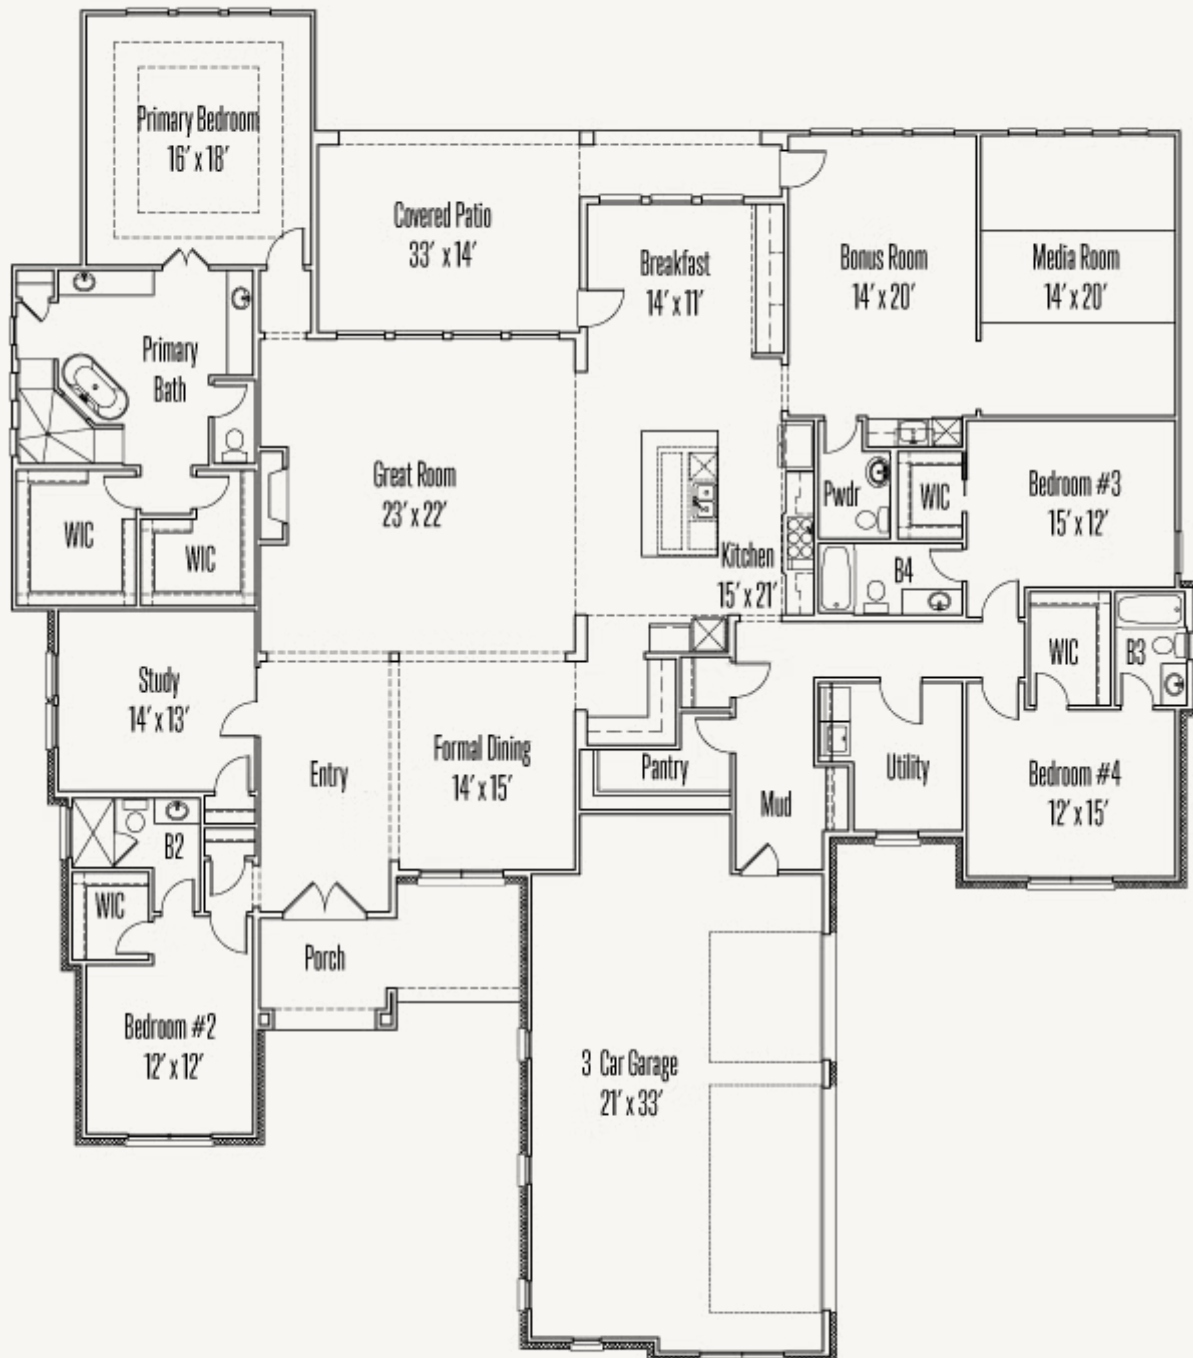 Primary Bedroom
16' x 18'
Covered Patio
33' x 14'
Breakfast
14' x 11'
Bonus Room
14' x 20'
Media Room
14' x 20'
Primary
Bath
Great Room
23' x 22'
WIC
WIC
Kitchen
15' x 21'
Pwdr
WIC
Bedroom #3
15' x 12'
B4
WIC
B3
Study
14' x 13'
Entry
Formal Dining
14' x 15'
Pantry
Mud
Utility
Bedroom #4
12' x 15'
B2
WIC
Porch
Bedroom #2
12' x 12'
3 Car Garage
21' x 33'